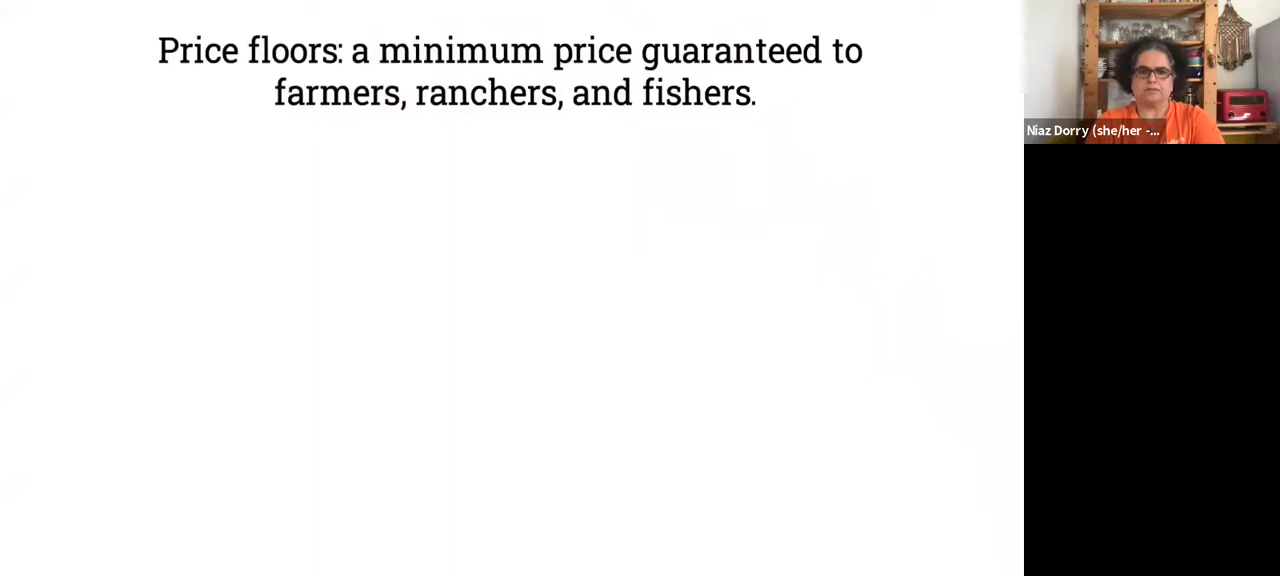 Price floors: a minimum price guaranteed to
farmers, ranchers, and fishers.
Niaz Dorry (she/her -...